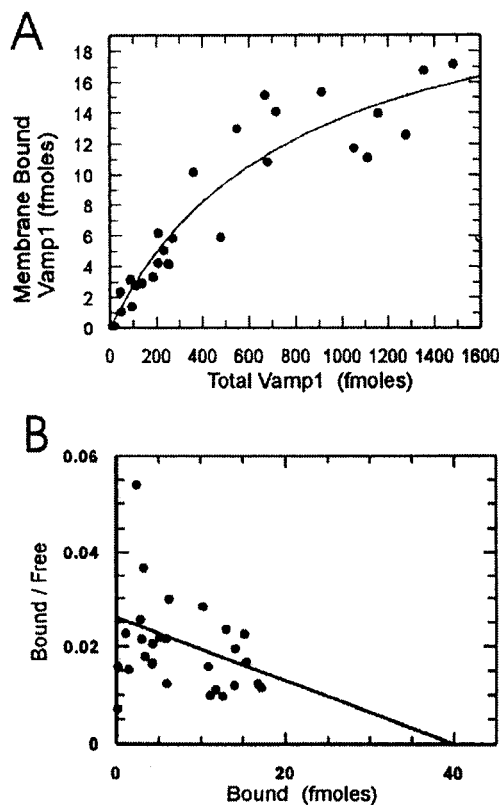 A
18
16
14
12
10
8
6
4
2
0
Membrane Bound
Vamp1 (fmoles)
0 200 400 600 800 1000 1200 1400 1600
Total Vamp1 (fmoles)
B
0.06
0.04
0.02
0
Bound / Free
0 20 40
Bound (fmoles)